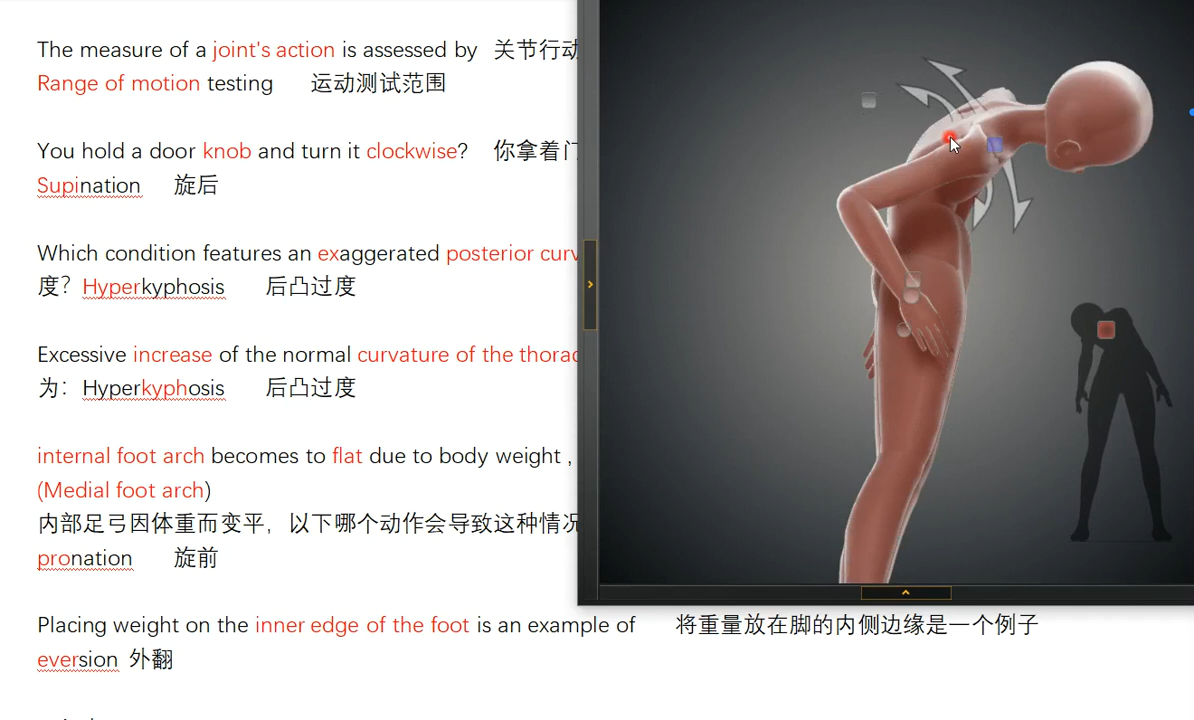 The measure of a joint's action is assessed by 关节行动
Range of motion testing 运动测试范围
You hold a door knob and turn it clockwise? 你拿着门
Supination 旋后
Which condition features an exaggerated posterior curv
度？Hyperkyphosis 后凸过度
Excessive increase of the normal curvature of the thorac
为：Hyperkyphosis 后凸过度
internal foot arch becomes to flat due to body weight ,
(Medial foot arch)
内部足弓因体重而变平，以下哪个动作会导致这种情况
pronation 旋前
Placing weight on the inner edge of the foot is an example of 将重量放在脚的内侧边缘是一个例子
eversion 外翻